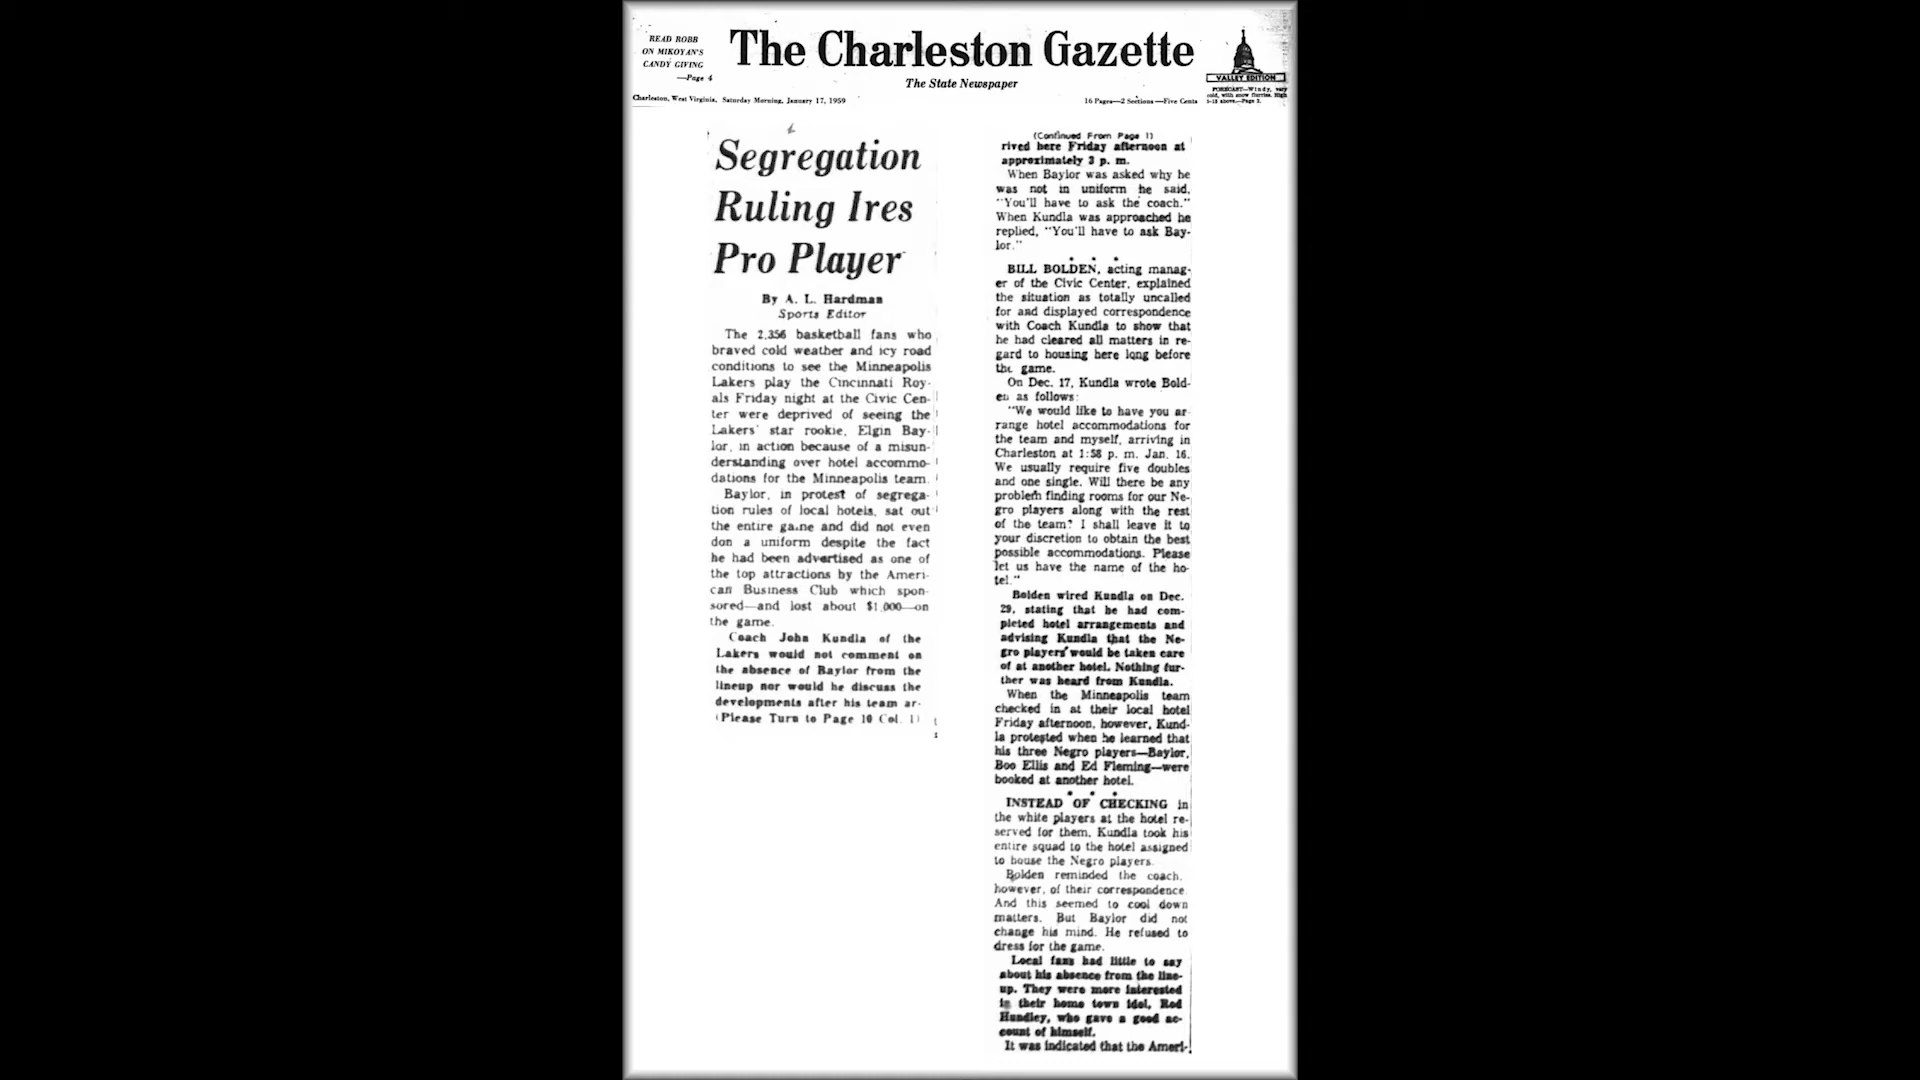 READ ROBB
ON MIKOYAN'S
CANDY GIVING
—Page 4
The Charleston Gazette
The State Newspaper
VALLEY EDITION
FORECAST—Windy, very
cold, with snow flurries. High
Page 2.
Charleston, West Virginia, Saturday Morning, January 17, 1959
16 Pages—2 Sections—Five Cents
Segregation
Ruling Ires
Pro Player
By A. L. Hardman
Sports Editor
The 2,356 basketball fans who
braved cold weather and icy road
conditions to see the Minneapolis
Lakers play the Cincinnati Roy-
als Friday night at the Civic Cen-
ter were deprived of seeing the
Lakers' star rookie, Elgin Bay-
lor, in action because of a misun-
derstanding over hotel accommo-
dations for the Minneapolis team.
Baylor, in protest of segrega-
tion rules of local hotels, sat out
the entire game and did not even
don a uniform despite the fact
he had been advertised as one of
the top attractions by the Ameri-
can Business Club which spon-
sored—and lost about $1,000—on
the game.
Coach John Kundla of the
Lakers would not comment on
the absence of Baylor from the
lineup nor would he discuss the
developments after his team ar-
(Please Turn to Page 10 Col. 1)
(Continued From Page 1)
rived here Friday afternoon at
approximately 3 p. m.
When Baylor was asked why he
was not in uniform he said,
"You'll have to ask the coach."
When Kundla was approached he
replied, "You'll have to ask Bay-
lor."
BILL BOLDEN, acting manag-
er of the Civic Center, explained
the situation as totally uncalled
for and displayed correspondence
with Coach Kundla to show that
he had cleared all matters in re-
gard to housing here long before
the game.
On Dec. 17, Kundla wrote Bold-
en as follows:
"We would like to have you ar-
range hotel accommodations for
the team and myself, arriving in
Charleston at 1:58 p. m. Jan. 16.
We usually require five doubles
and one single. Will there be any
problem finding rooms for our Ne-
gro players along with the rest
of the team? I shall leave it to
your discretion to obtain the best
possible accommodations. Please
let us have the name of the ho-
tel."
Bolden wired Kundla on Dec.
29, stating that he had com-
pleted hotel arrangements and
advising Kundla that the Ne-
gro players would be taken care
of at another hotel. Nothing fur-
ther was heard from Kundla.
When the Minneapolis team
checked in at their local hotel
Friday afternoon, however, Kund-
la protested when he learned that
his three Negro players—Baylor,
Boo Ellis and Ed Fleming—were
booked at another hotel.
INSTEAD OF CHECKING in
the white players at the hotel re-
served for them, Kundla took his
entire squad to the hotel assigned
to house the Negro players.
Bolden reminded the coach,
however, of their correspondence.
And this seemed to cool down
matters. But Baylor did not
change his mind. He refused to
dress for the game.
Local fans had little to say
about his absence from the line-
up. They were more interested
in their home town idol, Rod
Hundley, who gave a good ac-
count of himself.
It was indicated that the Ameri-